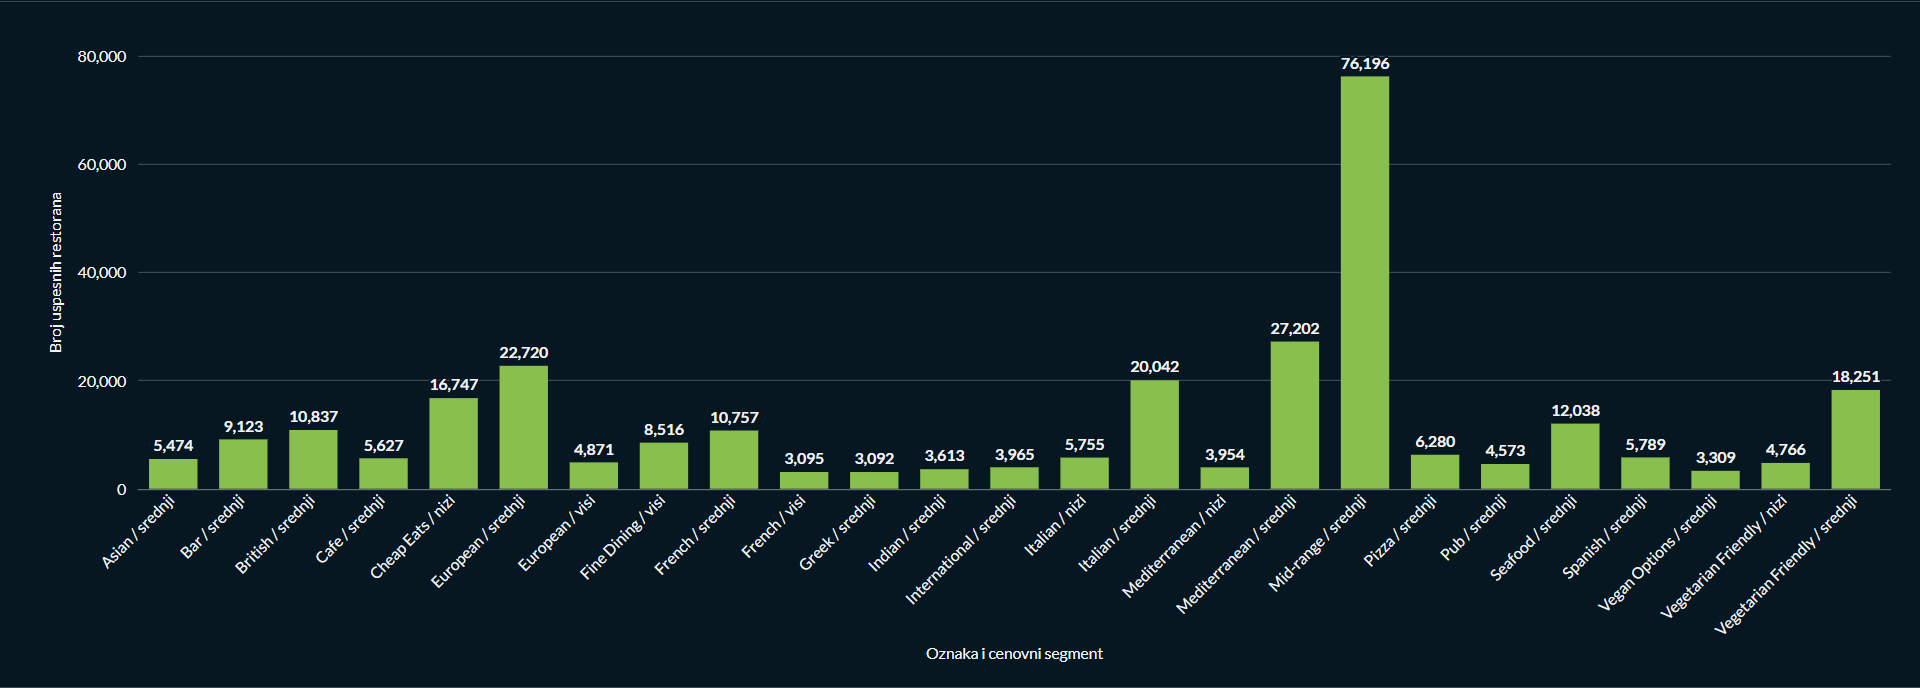 80,000
60,000
40,000
20,000
0
Broj uspesnih restorana
5,474
9,123
10,837
5,627
16,747
22,720
4,871
8,516
10,757
3,095
3,092
3,613
3,965
5,755
20,042
3,954
27,202
76,196
6,280
4,573
12,038
5,789
3,309
4,766
18,251
Asian / srednji
Bar / srednji
British / srednji
Cafe / srednji
Cheap Eats / nizi
European / srednji
European / visi
Fine Dining / visi
French / srednji
French / visi
Greek / srednji
Indian / srednji
International / srednji
Italian / nizi
Italian / srednji
Mediterranean / nizi
Mediterranean / srednji
Mid-range / srednji
Pizza / srednji
Pub / srednji
Seafood / srednji
Spanish / srednji
Vegan Options / srednji
Vegetarian Friendly / nizi
Vegetarian Friendly / srednji
Oznaka i cenovni segment